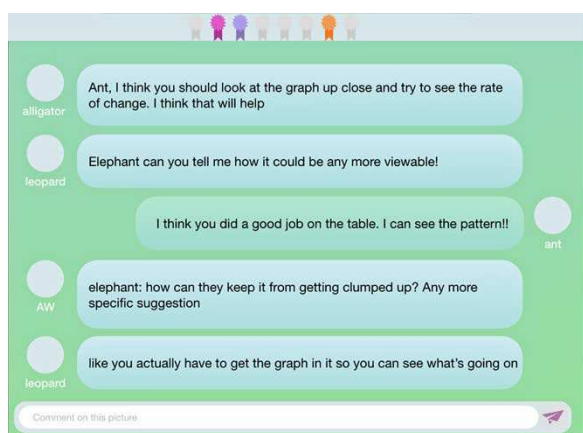 Ant, I think you should look at the graph up close and try to see the rate
of change. I think that will help
alligator
Elephant can you tell me how it could be any more viewable!
leopard
I think you did a good job on the table. I can see the pattern!!
ant
elephant: how can they keep it from getting clumped up? Any more
specific suggestion
AW
like you actually have to get the graph in it so you can see what's going on
leopard
Comment on this picture